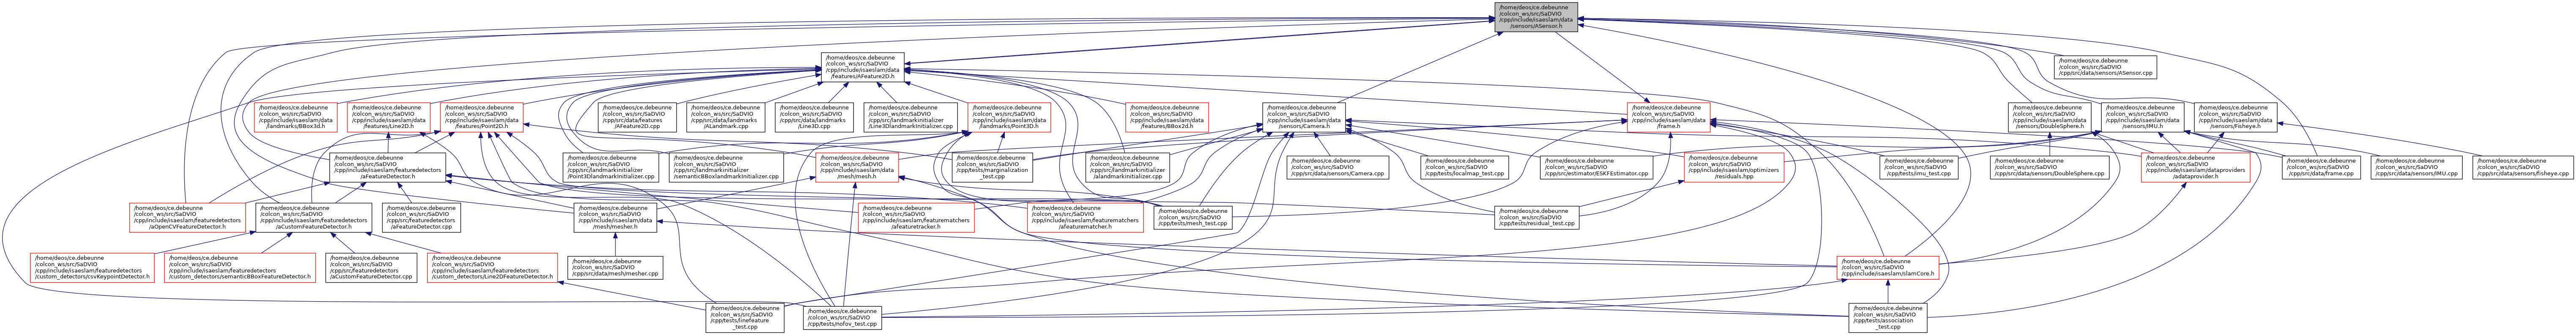 /home/deos/ce.debeunne
/colcon_ws/src/SaDVIO
/cpp/include/isaeslam/data
/sensors/ASensor.h
/home/deos/ce.debeunne
/colcon_ws/src/SaDVIO
/cpp/include/isaeslam/data
/features/AFeature2D.h
/home/deos/ce.debeunne
/colcon_ws/src/SaDVIO
/cpp/src/data/sensors/ASensor.cpp
/home/deos/ce.debeunne
/colcon_ws/src/SaDVIO
/cpp/include/isaeslam/data
/landmarks/BBox3d.h
/home/deos/ce.debeunne
/colcon_ws/src/SaDVIO
/cpp/include/isaeslam/data
/features/Line2D.h
/home/deos/ce.debeunne
/colcon_ws/src/SaDVIO
/cpp/include/isaeslam/data
/features/Point2D.h
/home/deos/ce.debeunne
/colcon_ws/src/SaDVIO
/cpp/src/data/features
/AFeature2D.cpp
/home/deos/ce.debeunne
/colcon_ws/src/SaDVIO
/cpp/src/data/landmarks
/ALandmark.cpp
/home/deos/ce.debeunne
/colcon_ws/src/SaDVIO
/cpp/src/data/landmarks
/Line3D.cpp
/home/deos/ce.debeunne
/colcon_ws/src/SaDVIO
/cpp/src/landmarkinitializer
/Line3DlandmarkInitializer.cpp
/home/deos/ce.debeunne
/colcon_ws/src/SaDVIO
/cpp/include/isaeslam/data
/landmarks/Point3D.h
/home/deos/ce.debeunne
/colcon_ws/src/SaDVIO
/cpp/include/isaeslam/data
/features/BBox2d.h
/home/deos/ce.debeunne
/colcon_ws/src/SaDVIO
/cpp/include/isaeslam/data
/sensors/Camera.h
/home/deos/ce.debeunne
/colcon_ws/src/SaDVIO
/cpp/include/isaeslam/data
/frame.h
/home/deos/ce.debeunne
/colcon_ws/src/SaDVIO
/cpp/include/isaeslam/data
/sensors/DoubleSphere.h
/home/deos/ce.debeunne
/colcon_ws/src/SaDVIO
/cpp/include/isaeslam/data
/sensors/IMU.h
/home/deos/ce.debeunne
/colcon_ws/src/SaDVIO
/cpp/include/isaeslam/data
/sensors/Fisheye.h
/home/deos/ce.debeunne
/colcon_ws/src/SaDVIO
/cpp/include/isaeslam/featuredetectors
/aFeatureDetector.h
/home/deos/ce.debeunne
/colcon_ws/src/SaDVIO
/cpp/src/landmarkinitializer
/Point3DlandmarkInitializer.cpp
/home/deos/ce.debeunne
/colcon_ws/src/SaDVIO
/cpp/src/landmarkinitializer
/semanticBBoxlandmarkInitializer.cpp
/home/deos/ce.debeunne
/colcon_ws/src/SaDVIO
/cpp/include/isaeslam/data
/mesh/mesh.h
/home/deos/ce.debeunne
/colcon_ws/src/SaDVIO
/cpp/tests/marginalization
_test.cpp
/home/deos/ce.debeunne
/colcon_ws/src/SaDVIO
/cpp/src/landmarkinitializer
/alandmarkinitializer.cpp
/home/deos/ce.debeunne
/colcon_ws/src/SaDVIO
/cpp/src/data/sensors/Camera.cpp
/home/deos/ce.debeunne
/colcon_ws/src/SaDVIO
/cpp/tests/localmap_test.cpp
/home/deos/ce.debeunne
/colcon_ws/src/SaDVIO
/cpp/src/estimator/ESKFEstimator.cpp
/home/deos/ce.debeunne
/colcon_ws/src/SaDVIO
/cpp/include/isaeslam/optimizers
/residuals.hpp
/home/deos/ce.debeunne
/colcon_ws/src/SaDVIO
/cpp/tests/imu_test.cpp
/home/deos/ce.debeunne
/colcon_ws/src/SaDVIO
/cpp/src/data/sensors/DoubleSphere.cpp
/home/deos/ce.debeunne
/colcon_ws/src/SaDVIO
/cpp/include/isaeslam/dataproviders
/adataprovider.h
/home/deos/ce.debeunne
/colcon_ws/src/SaDVIO
/cpp/src/data/frame.cpp
/home/deos/ce.debeunne
/colcon_ws/src/SaDVIO
/cpp/src/data/sensors/IMU.cpp
/home/deos/ce.debeunne
/colcon_ws/src/SaDVIO
/cpp/src/data/sensors/fisheye.cpp
/home/deos/ce.debeunne
/colcon_ws/src/SaDVIO
/cpp/include/isaeslam/featuredetectors
/aOpenCVFeatureDetector.h
/home/deos/ce.debeunne
/colcon_ws/src/SaDVIO
/cpp/include/isaeslam/featuredetectors
/aCustomFeatureDetector.h
/home/deos/ce.debeunne
/colcon_ws/src/SaDVIO
/cpp/src/featuredetectors
/aFeatureDetector.cpp
/home/deos/ce.debeunne
/colcon_ws/src/SaDVIO
/cpp/include/isaeslam/data
/mesh/mesher.h
/home/deos/ce.debeunne
/colcon_ws/src/SaDVIO
/cpp/include/isaeslam/featurematchers
/afeaturetracker.h
/home/deos/ce.debeunne
/colcon_ws/src/SaDVIO
/cpp/include/isaeslam/featurematchers
/afeaturematcher.h
/home/deos/ce.debeunne
/colcon_ws/src/SaDVIO
/cpp/tests/mesh_test.cpp
/home/deos/ce.debeunne
/colcon_ws/src/SaDVIO
/cpp/tests/residual_test.cpp
/home/deos/ce.debeunne
/colcon_ws/src/SaDVIO
/cpp/include/isaeslam/featuredetectors
/custom_detectors/csvKeypointDetector.h
/home/deos/ce.debeunne
/colcon_ws/src/SaDVIO
/cpp/include/isaeslam/featuredetectors
/custom_detectors/semanticBBoxFeatureDetector.h
/home/deos/ce.debeunne
/colcon_ws/src/SaDVIO
/cpp/src/featuredetectors
/aCustomFeatureDetector.cpp
/home/deos/ce.debeunne
/colcon_ws/src/SaDVIO
/cpp/include/isaeslam/featuredetectors
/custom_detectors/Line2DFeatureDetector.h
/home/deos/ce.debeunne
/colcon_ws/src/SaDVIO
/cpp/src/data/mesh/mesher.cpp
/home/deos/ce.debeunne
/colcon_ws/src/SaDVIO
/cpp/include/isaeslam/slamCore.h
/home/deos/ce.debeunne
/colcon_ws/src/SaDVIO
/cpp/tests/linefeature
_test.cpp
/home/deos/ce.debeunne
/colcon_ws/src/SaDVIO
/cpp/tests/nofov_test.cpp
/home/deos/ce.debeunne
/colcon_ws/src/SaDVIO
/cpp/tests/association
_test.cpp